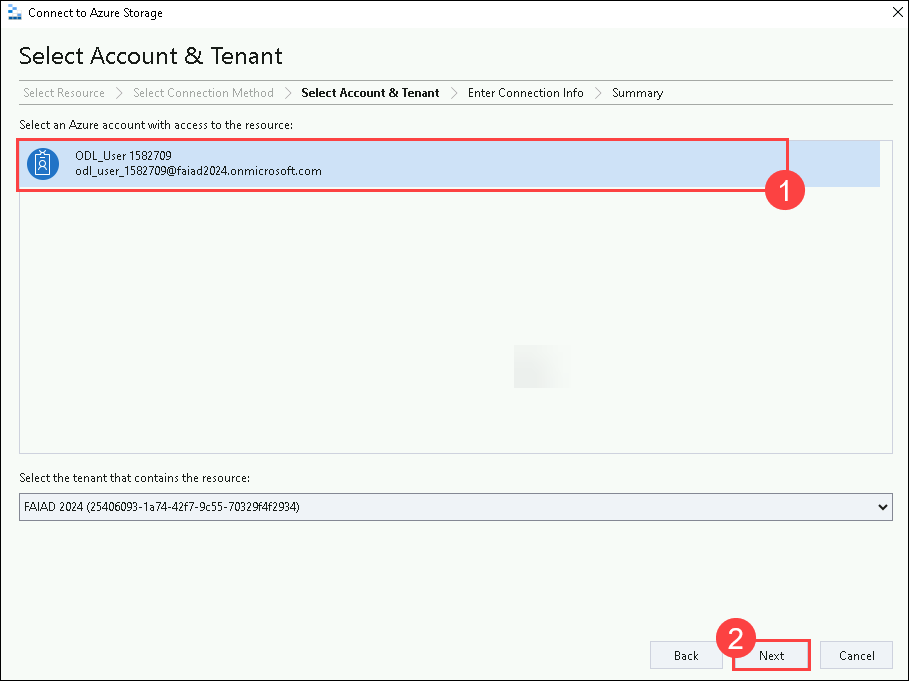 Connect to Azure Storage
Select Account & Tenant
Select Resource > Select Connection Method > Select Account & Tenant > Enter Connection Info > Summary
Select an Azure account with access to the resource:
ODL_User 1582709
odl_user_1582709@faiad2024.onmicrosoft.com
1
Select the tenant that contains the resource:
FAIAD 2024 (25406093-1a74-42f7-9c55-70329f4f2934)
2
Back Next Cancel